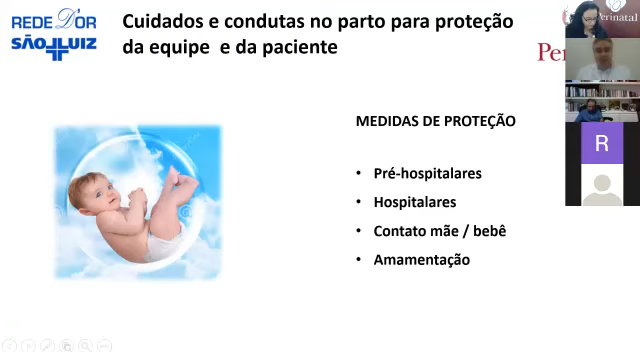 REDE D'OR
SÃO LUIZ
Cuidados e condutas no parto para proteção
da equipe e da paciente
Perinatal
Per
MEDIDAS DE PROTEÇÃO
• Pré-hospitalares
• Hospitalares
• Contato mãe / bebê
• Amamentação
R